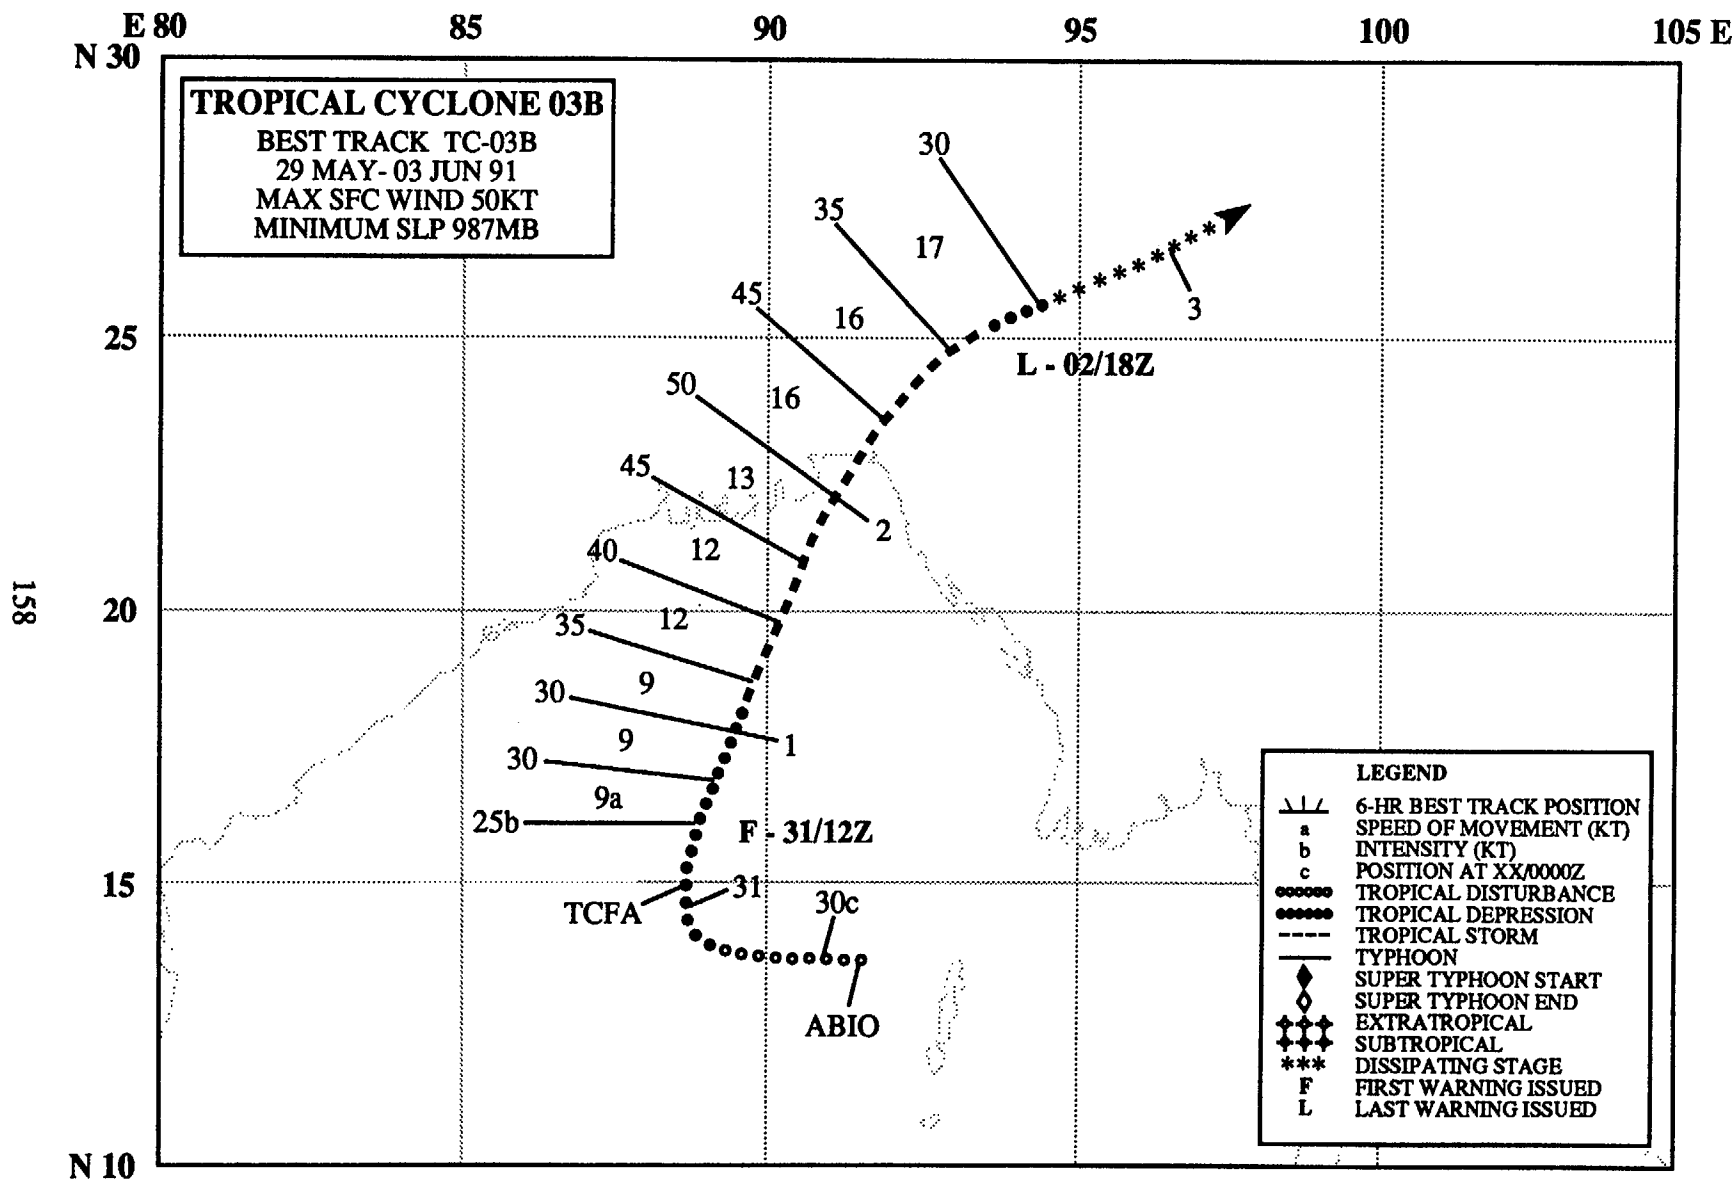 E 80 85 90 95 100 105 E
N 30
TROPICAL CYCLONE 03B
BEST TRACK TC-03B
29 MAY- 03 JUN 91
MAX SFC WIND 50KT
MINIMUM SLP 987MB
30
35
17
45
16
3
25
L - 02/18Z
50
16
45
13
2
40
12
158
20
35
12
30
9
1
30
9
9a
25b
F - 31/12Z
15
31
TCFA
30c
ABIO
N 10
LEGEND
6-HR BEST TRACK POSITION
a SPEED OF MOVEMENT (KT)
b INTENSITY (KT)
c POSITION AT XX/0000Z
TROPICAL DISTURBANCE
TROPICAL DEPRESSION
TROPICAL STORM
TYPHOON
SUPER TYPHOON START
SUPER TYPHOON END
EXTRATROPICAL
SUBTROPICAL
*** DISSIPATING STAGE
F FIRST WARNING ISSUED
L LAST WARNING ISSUED